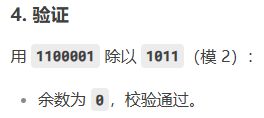 4. 验证
用 1100001 除以 1011（模 2）：
• 余数为 0，校验通过。